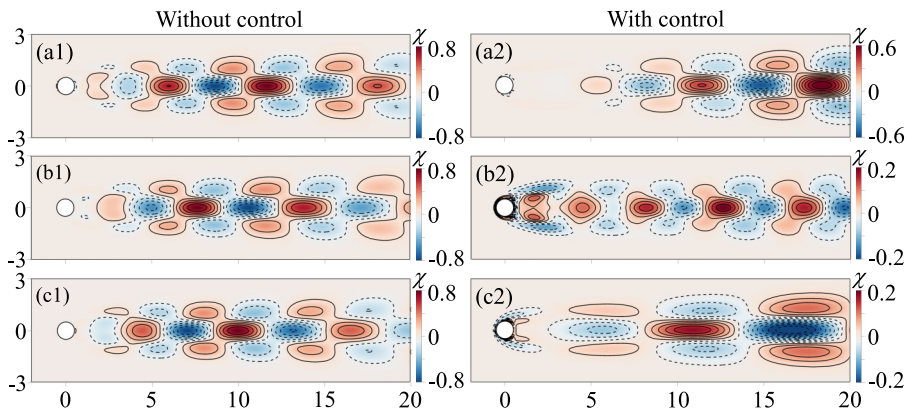 Without control
With control
3
0
-3
(a1)
χ
0.8
0
-0.8
(a2)
χ
0.6
0
-0.6
3
0
-3
(b1)
χ
0.8
0
-0.8
(b2)
χ
0.2
0
-0.2
3
0
-3
(c1)
χ
0.8
0
-0.8
(c2)
χ
0.2
0
-0.2
0 5 10 15 20
0 5 10 15 20